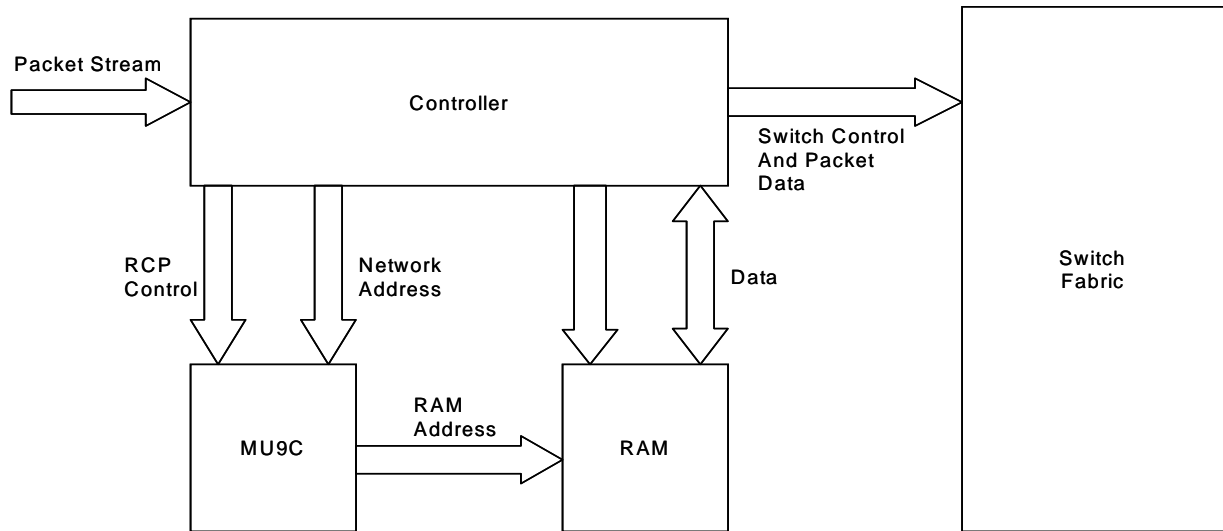 Packet Stream
Controller
Switch Control
And Packet
Data
RCP
Control
Network
Address
Data
Switch
Fabric
RAM
Address
MU9C
RAM